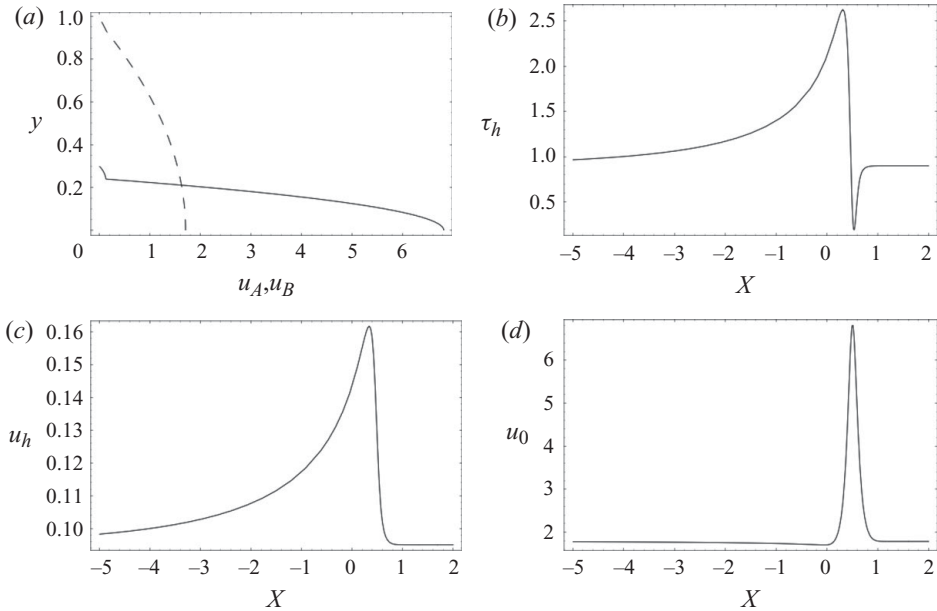 (a)
1.0
0.8
y 0.6
0.4
0.2
0 1 2 3 4 5 6
u_A,u_B
(b)
2.5
2.0
τ_h 1.5
1.0
0.5
−5 −4 −3 −2 −1 0 1 2
X
(c)
0.16
0.15
0.14
0.13
u_h 0.12
0.11
0.10
−5 −4 −3 −2 −1 0 1 2
X
(d)
6
5
u_0 4
3
2
−5 −4 −3 −2 −1 0 1 2
X